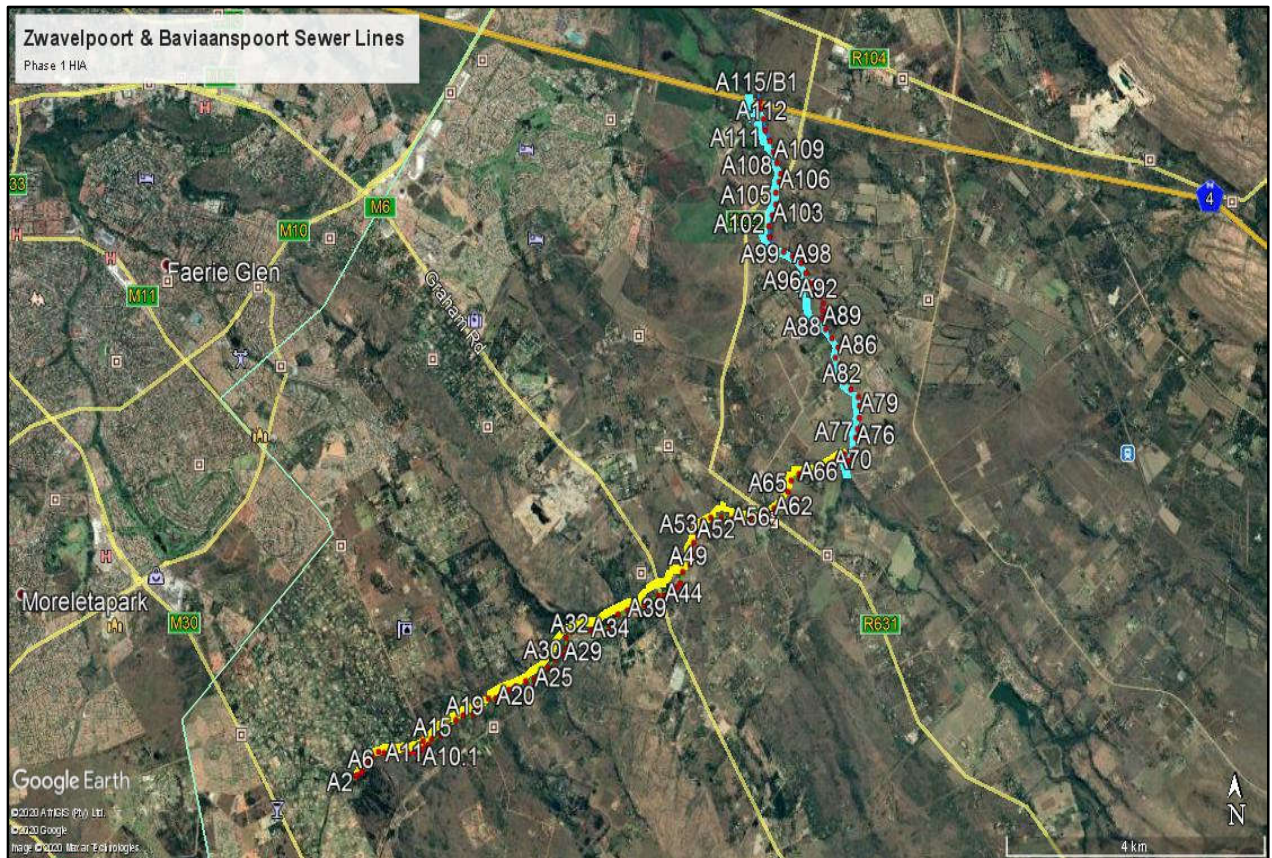 Zwavelpoort & Baviaanspoort Sewer Lines
Phase 1 HIA
R104
A115/B1
A112
A111
A109
A108
A106
A105
A103
A102
A99
A98
A96
A92
A89
A88
A86
A82
A79
A77
A76
A70
A66
A65
A62
A56
A53
A52
A49
A44
A39
A34
A32
A30
A29
A25
A20
A19
A15
A11
A10.1
A6
A2
33
M6
M10
M11
Faerie Glen
Graham Rd
4
Moreletapark
M30
R631
Google Earth
©2020 AfriGIS (Pty) Ltd.
©2020 Google
Image ©2020 Maxar Technologies
N
4 km
H
H
H
H
H